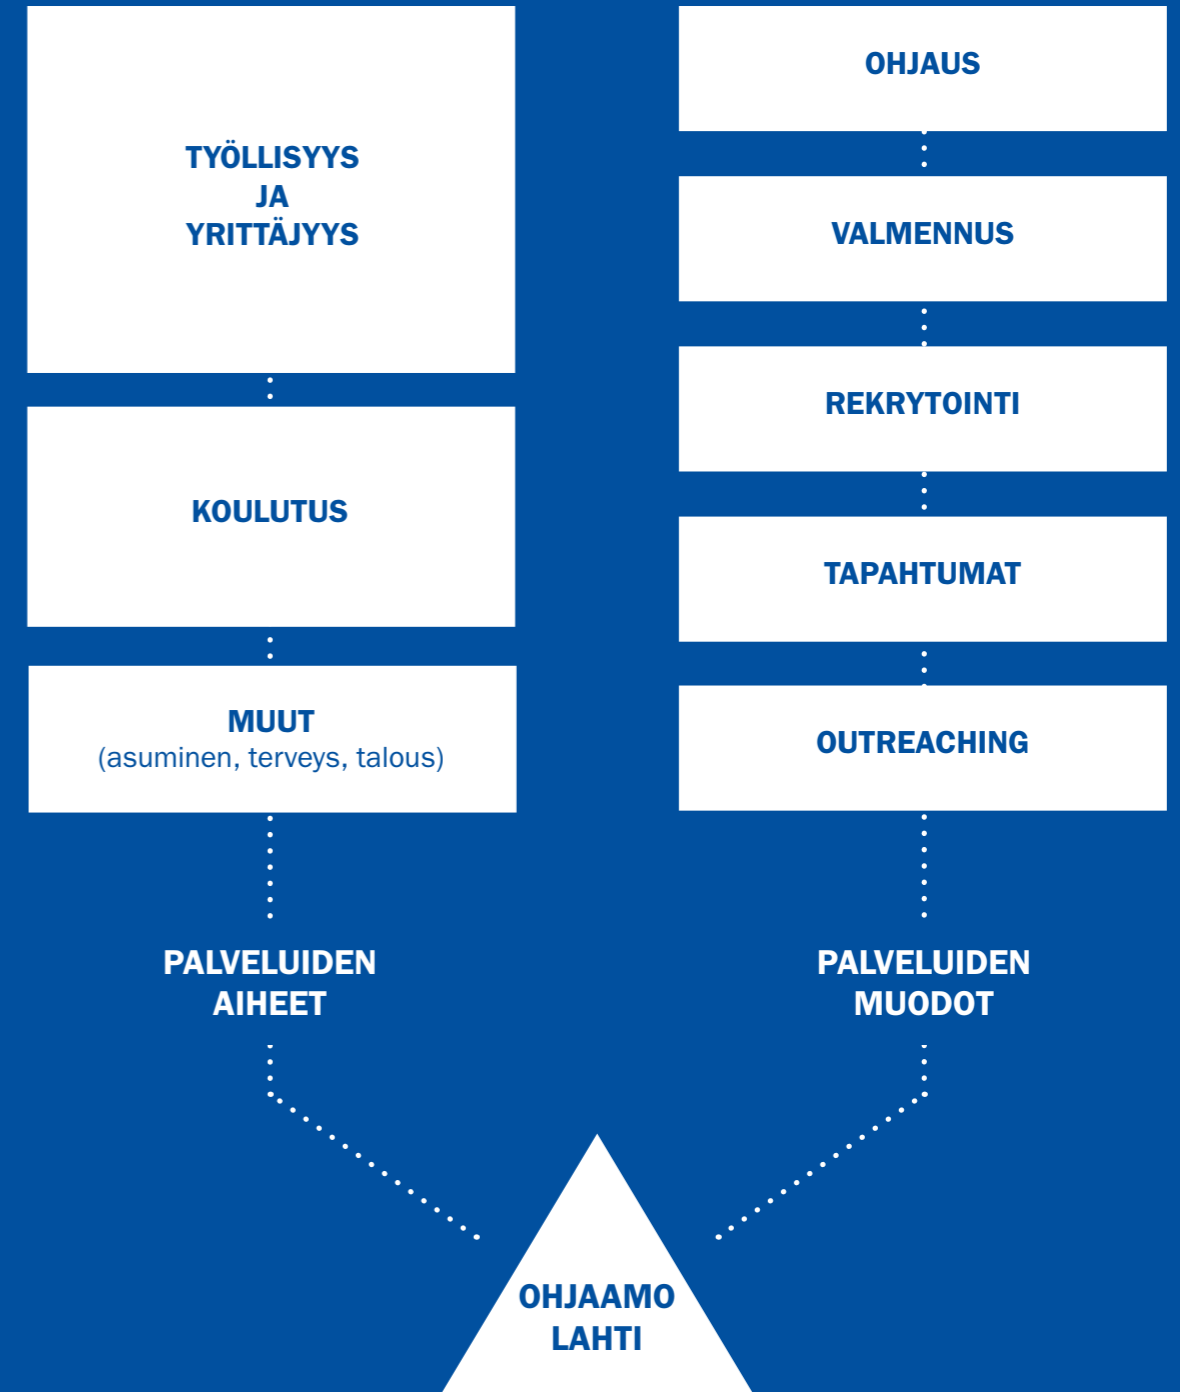 TYÖLLISYYS
JA
YRITTÄJYYS
KOULUTUS
MUUT
(asuminen, terveys, talous)
PALVELUIDEN
AIHEET
OHJAUS
VALMENNUS
REKRYTOINTI
TAPAHTUMAT
OUTREACHING
PALVELUIDEN
MUODOT
OHJAAMO
LAHTI